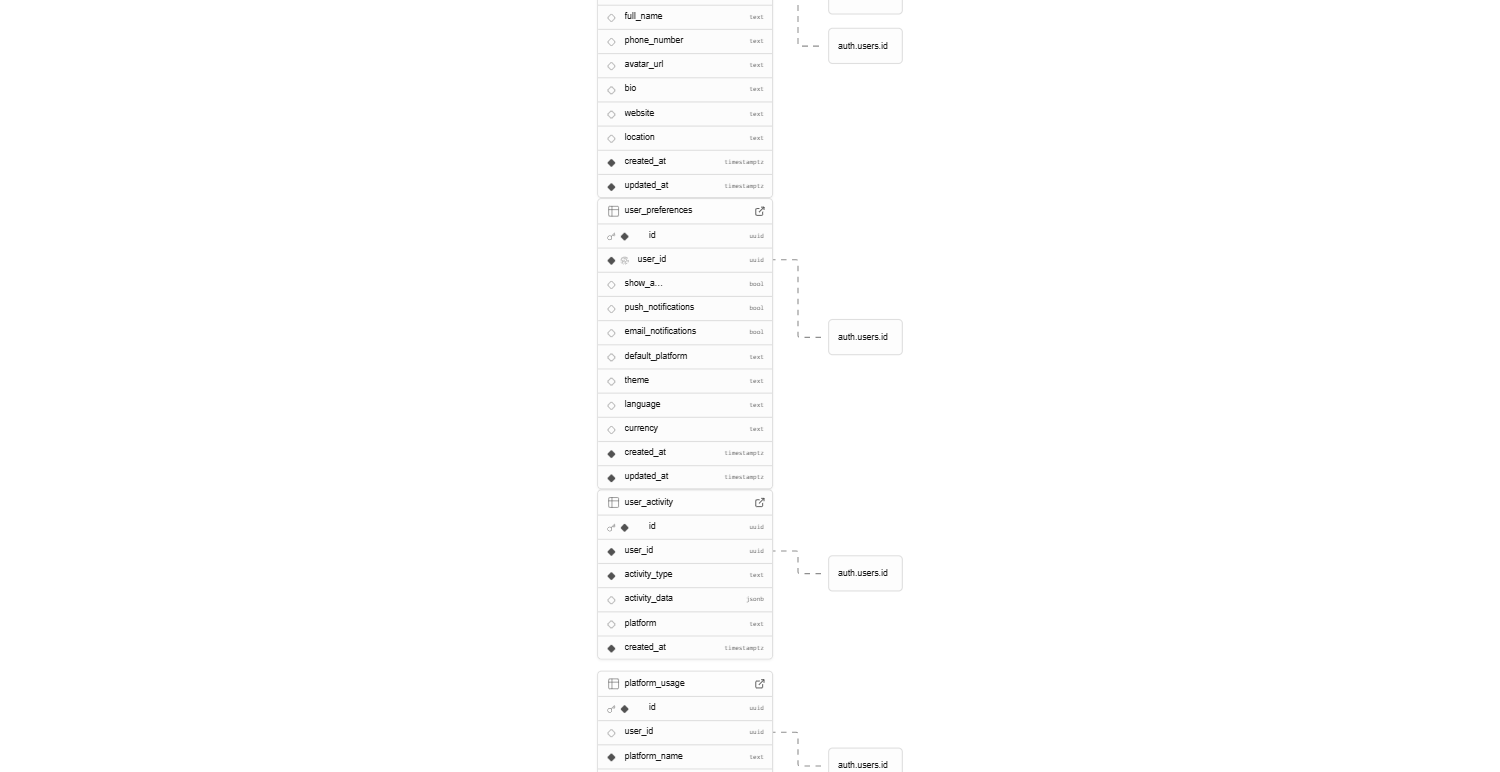 full_name text
phone_number text
auth.users.id
avatar_url text
bio text
website text
location text
created_at timestamptz
updated_at timestamptz
user_preferences
id uuid
user_id uuid
show_a... bool
push_notifications bool
email_notifications bool
auth.users.id
default_platform text
theme text
language text
currency text
created_at timestamptz
updated_at timestamptz
user_activity
id uuid
user_id uuid
activity_type text
auth.users.id
activity_data jsonb
platform text
created_at timestamptz
platform_usage
id uuid
user_id uuid
platform_name text
auth.users.id